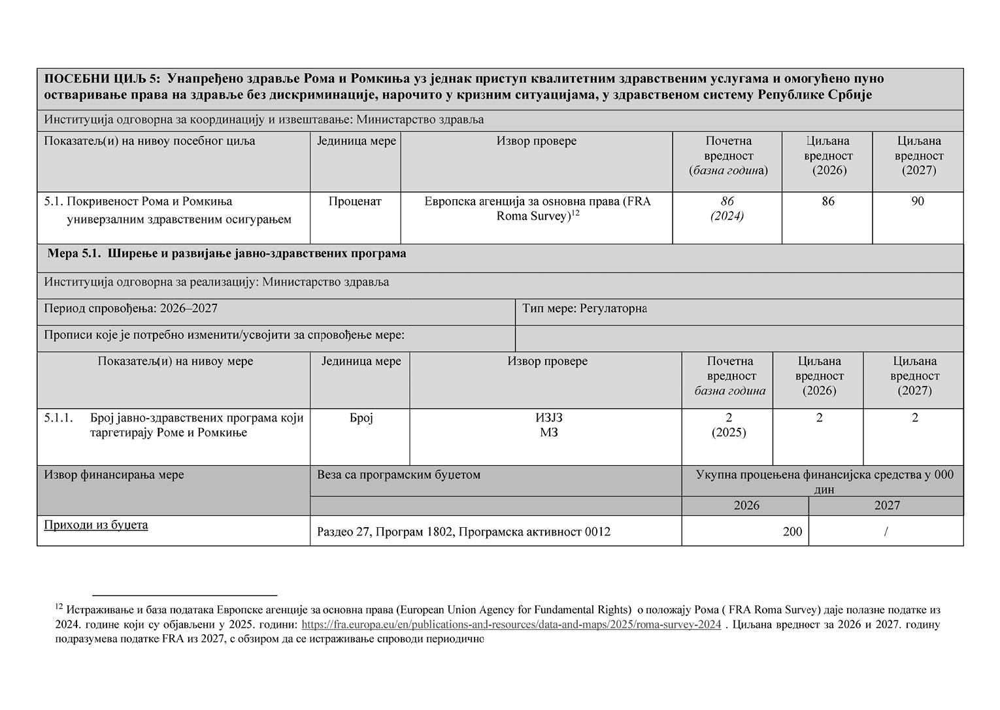 ПОСЕБНИ ЦИЉ 5: Унапређено здравље Рома и Ромкиња уз једнак приступ квалитетним здравственим услугама и омогућено пуно
остваривање права на здравље без дискриминације, нарочито у кризним ситуацијама, у здравственом систему Републике Србије
Институција одговорна за координацију и извештавање: Министарство здравља
Показатељ(и) на нивоу посебног циља
Јединица мере
Извор провере
Почетна
вредност
(базна година)
Циљана
вредност
(2026)
Циљана
вредност
(2027)
5.1. Покривеност Рома и Ромкиња
универзалним здравственим осигурањем
Проценат
Европска агенција за основна права (FRA
Roma Survey)12
86
(2024)
86
90
Мера 5.1. Ширење и развијање јавно-здравствених програма
Институција одговорна за реализацију: Министарство здравља
Период спровођења: 2026–2027
Тип мере: Регулаторна
Прописи које је потребно изменити/усвојити за спровођење мере:
Показатељ(и) на нивоу мере
Јединица мере
Извор провере
Почетна
вредност
базна година
Циљана
вредност
(2026)
Циљана
вредност
(2027)
5.1.1. Број јавно-здравствених програма који
таргетирају Роме и Ромкиње
Број
ИЗЈЗ
МЗ
2
(2025)
2
2
Извор финансирања мере
Веза са програмским буџетом
Укупна процењена финансијска средства у 000
дин
2026
2027
Приходи из буџета
Раздео 27, Програм 1802, Програмска активност 0012
200
/
12 Истраживање и база података Европске агенције за основна права (European Union Agency for Fundamental Rights) о положају Рома ( FRA Roma Survey) даје полазне податке из
2024. године који су објављени у 2025. години: https://fra.europa.eu/en/publications-and-resources/data-and-maps/2025/roma-survey-2024 . Циљана вредност за 2026 и 2027. годину
подразумева податке FRA из 2027, с обзиром да се истраживање спроводи периодично